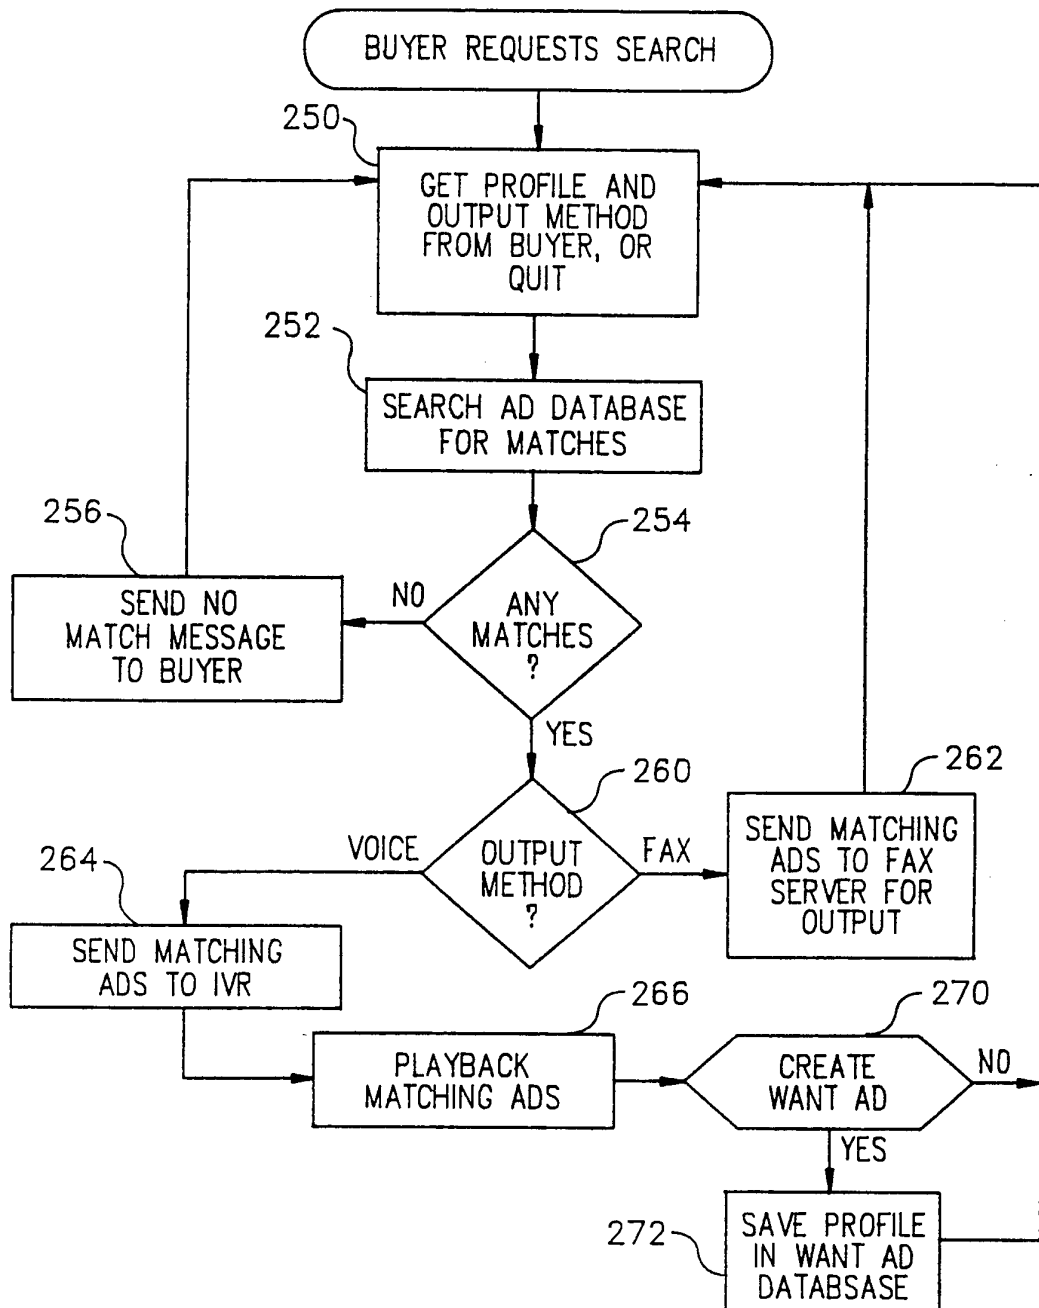 BUYER REQUESTS SEARCH
250
GET PROFILE AND
OUTPUT METHOD
FROM BUYER, OR
QUIT
252
SEARCH AD DATABASE
FOR MATCHES
254
ANY
MATCHES
?
NO
256
SEND NO
MATCH MESSAGE
TO BUYER
YES
260
OUTPUT
METHOD
?
VOICE
FAX
262
SEND MATCHING
ADS TO FAX
SERVER FOR
OUTPUT
264
SEND MATCHING
ADS TO IVR
266
PLAYBACK
MATCHING ADS
270
CREATE
WANT AD
NO
YES
272
SAVE PROFILE
IN WANT AD
DATABSASE